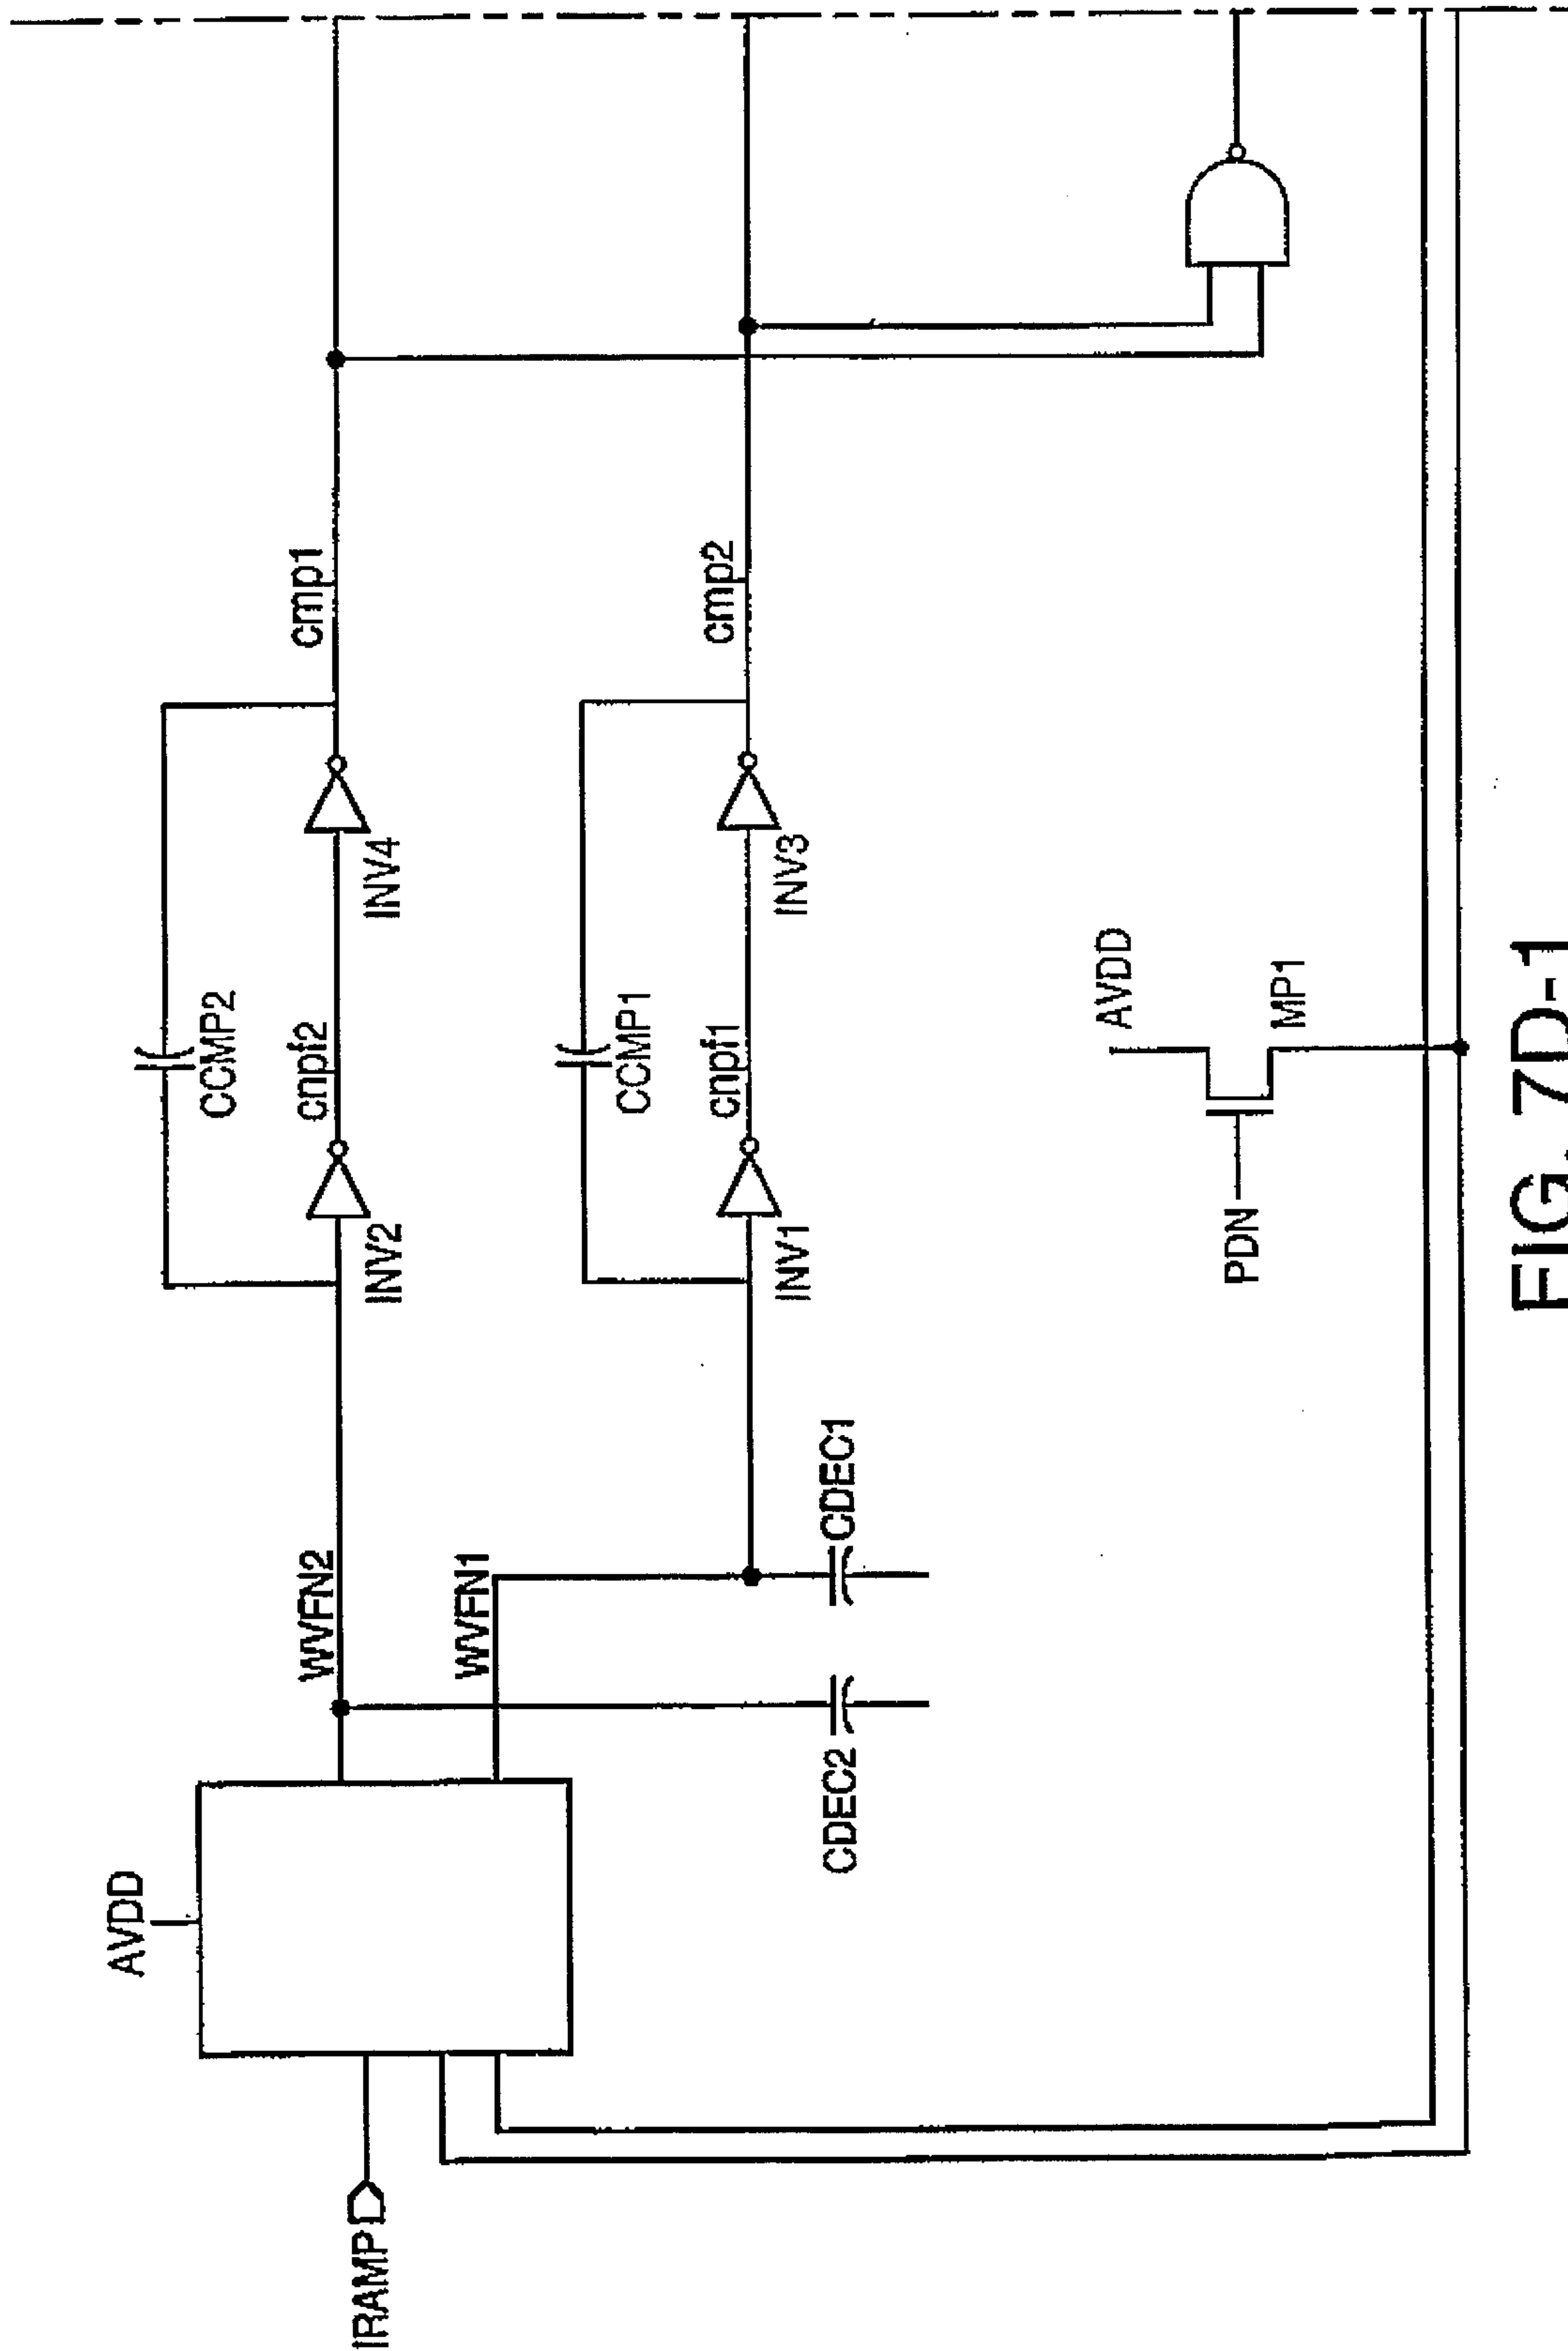 IRAMP
AVDD
WVFN2
WVFN1
CDEC2
CDEC1
CCMP2
cnpf2
INV2
INV4
cmp1
CCMP1
cnpf1
INV1
INV3
cmp2
AVDD
PDN
MP1
FIG. 7D-1